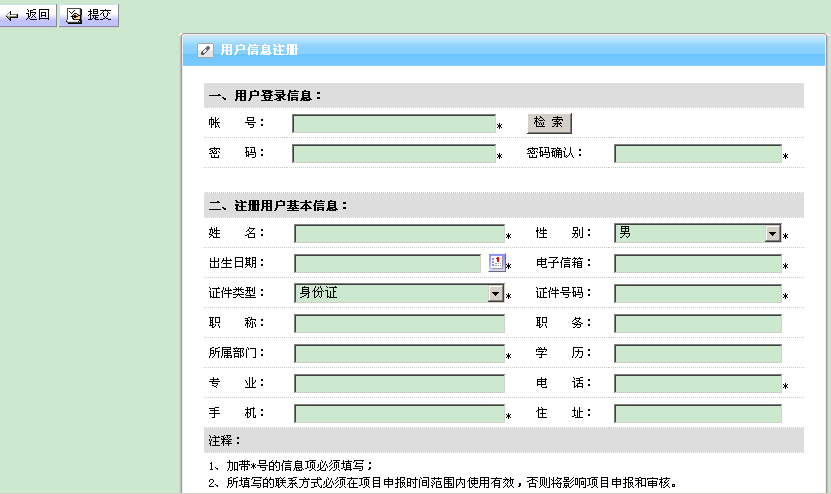 返回 提交
用户信息注册
一、用户登录信息：
帐 号： * 检 索
密 码： * 密码确认： *
二、注册用户基本信息：
姓 名： * 性 别： 男 *
出生日期： * 电子信箱： *
证件类型： 身份证 * 证件号码： *
职 称： 职 务：
所属部门： * 学 历：
专 业： 电 话： *
手 机： * 住 址：
注释：
1、加带*号的信息项必须填写；
2、所填写的联系方式必须在项目申报时间范围内使用有效，否则将影响项目申报和审核。